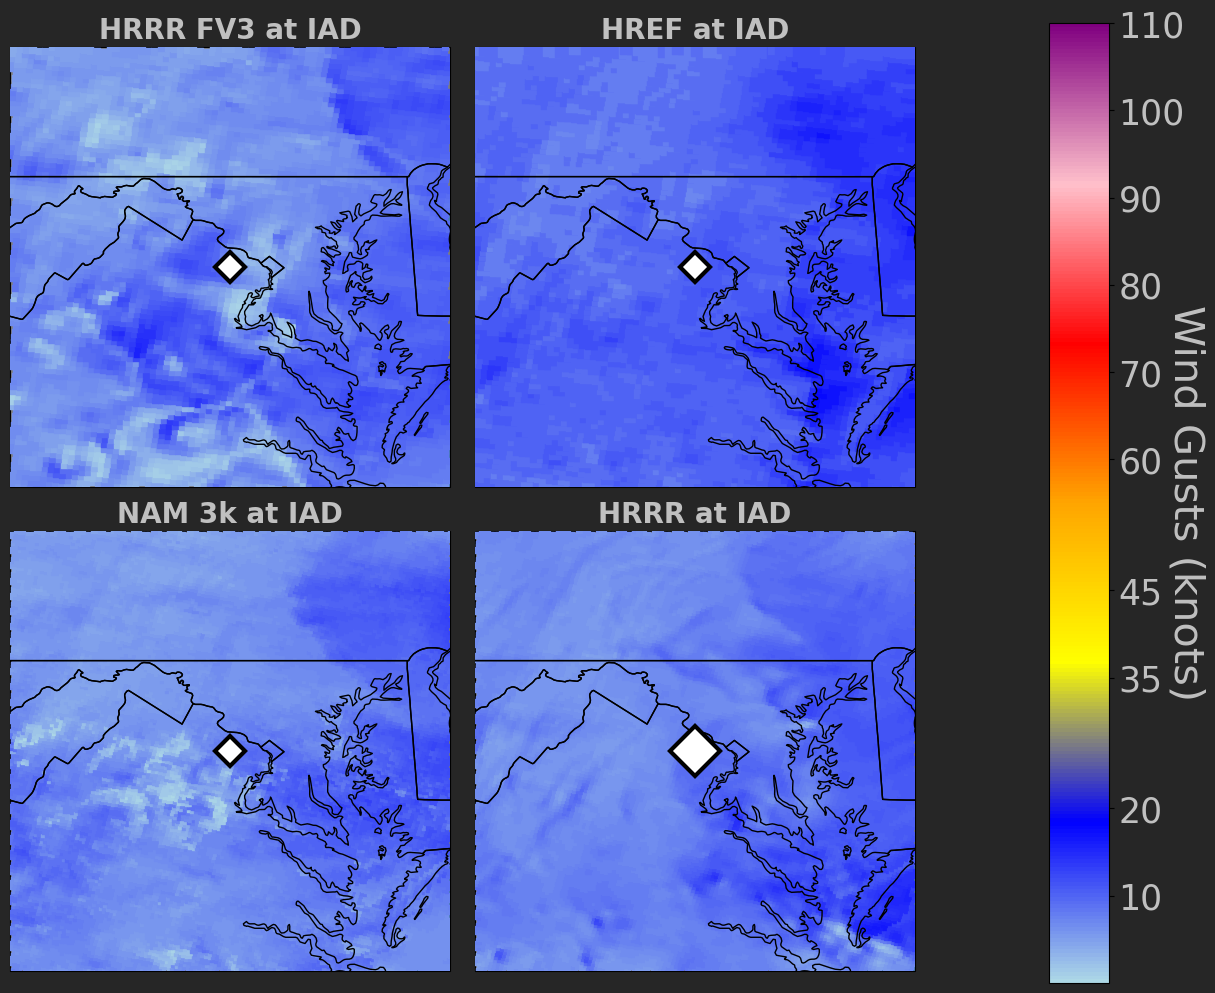 HRRR FV3 at IAD
HREF at IAD
NAM 3k at IAD
HRRR at IAD
110
100
90
80
70
60
45
35
20
10
Wind Gusts (knots)